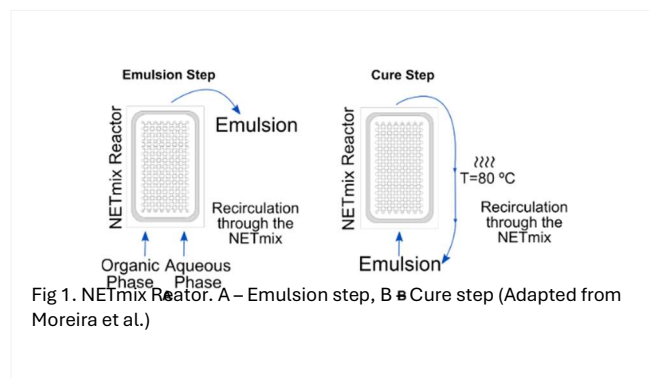 Emulsion Step
NETmix Reactor
Emulsion
Recirculation
through the
NETmix
Organic Aqueous
Phase Phase
A
Cure Step
NETmix Reactor
T=80 ºC
Recirculation
through the
NETmix
Emulsion
B
Fig 1. NETmix Reator. A – Emulsion step, B – Cure step (Adapted from
Moreira et al.)